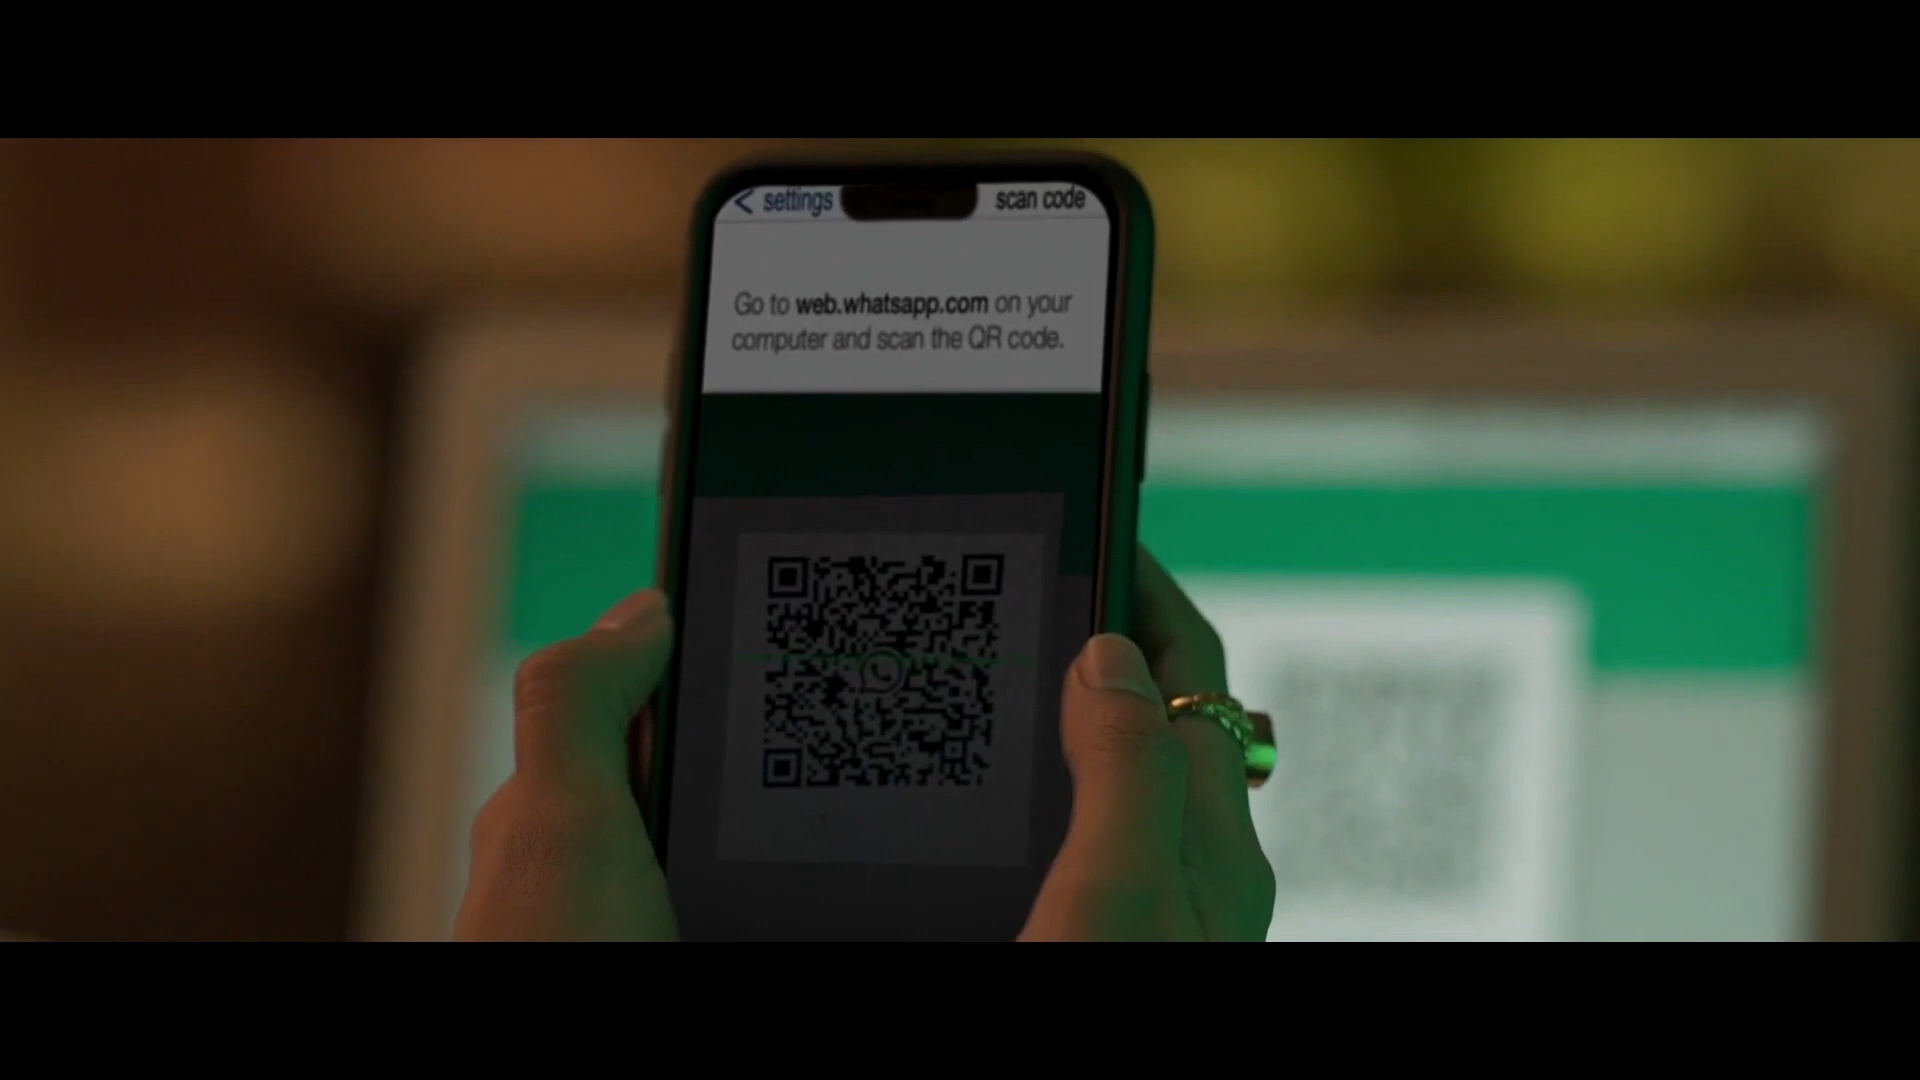 < settings
scan code
Go to web.whatsapp.com on your
computer and scan the QR code.